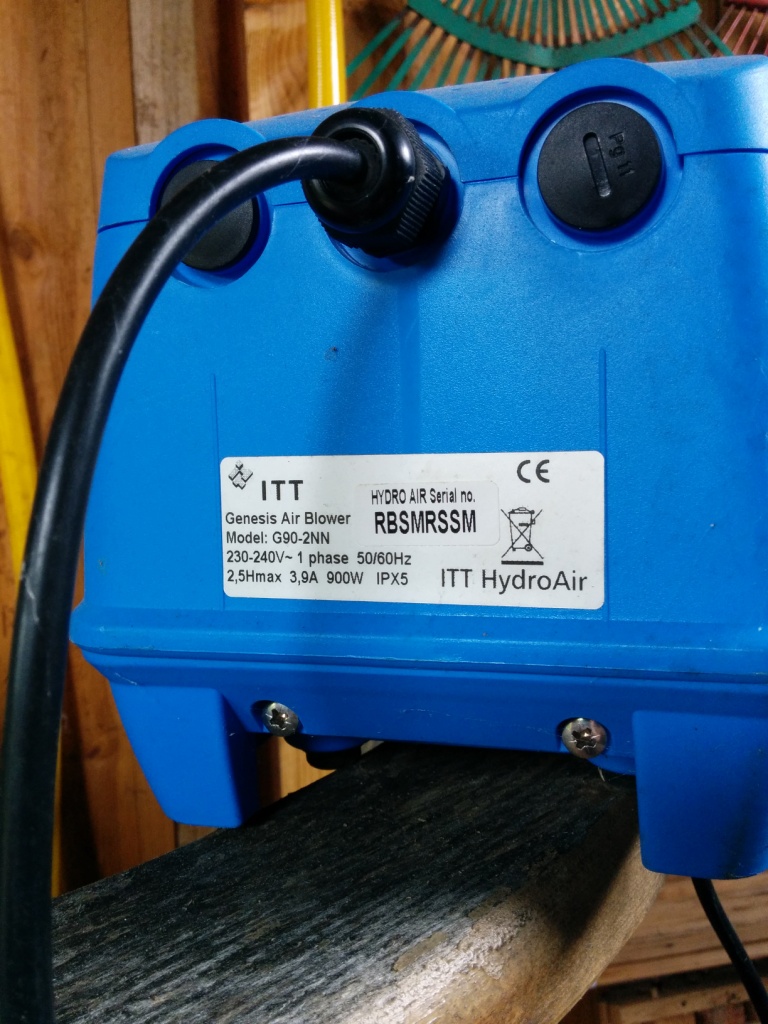 Pg 11
CE
ITT
HYDRO AIR Serial no.
RBSMRSSM
Genesis Air Blower
Model: G90-2NN
230-240V~ 1 phase 50/60Hz
2,5Hmax 3,9A 900W IPX5
ITT HydroAir